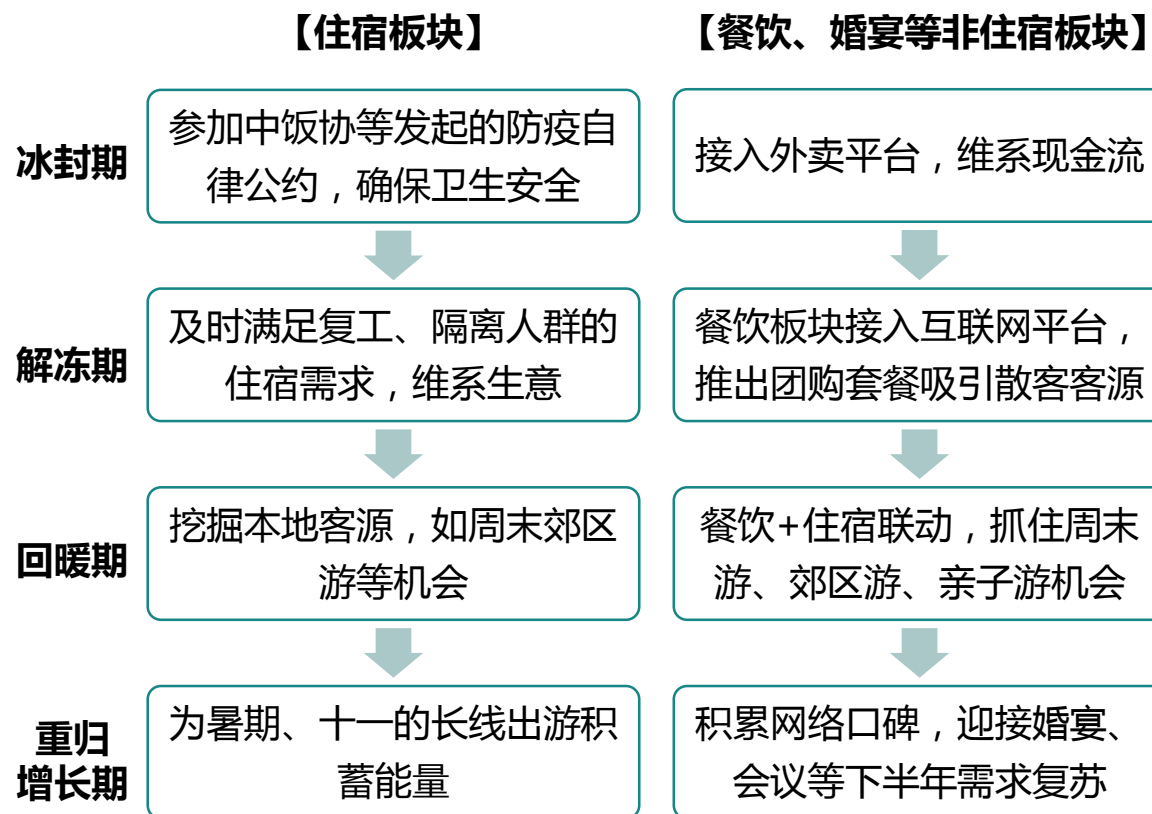 【住宿板块】
【餐饮、婚宴等非住宿板块】
冰封期
参加中饭协等发起的防疫自
律公约，确保卫生安全
接入外卖平台，维系现金流
解冻期
及时满足复工、隔离人群的
住宿需求，维系生意
餐饮板块接入互联网平台，
推出团购套餐吸引散客客源
回暖期
挖掘本地客源，如周末郊区
游等机会
餐饮+住宿联动，抓住周末
游、郊区游、亲子游机会
重归
增长期
为暑期、十一的长线出游积
蓄能量
积累网络口碑，迎接婚宴、
会议等下半年需求复苏